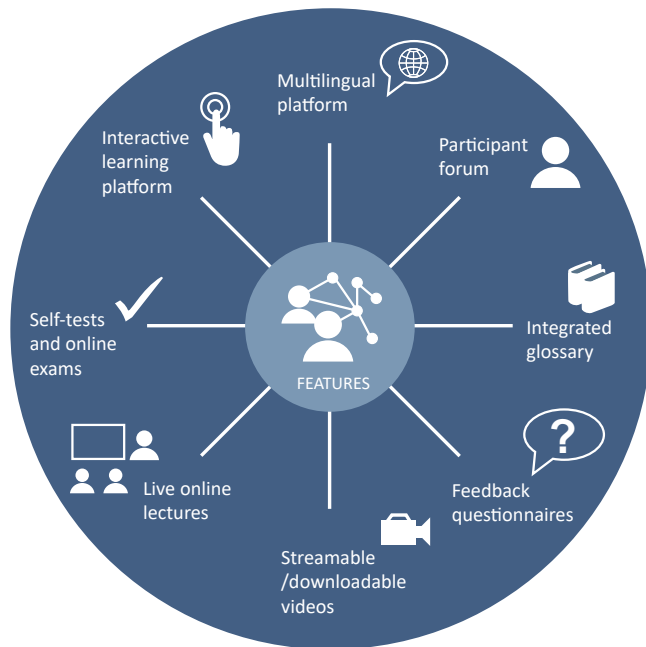 Multilingual
platform
Participant
forum
Integrated
glossary
?
Feedback
questionnaires
Streamable
/downloadable
videos
Live online
lectures
Self-tests
and online
exams
Interactive
learning
platform
FEATURES